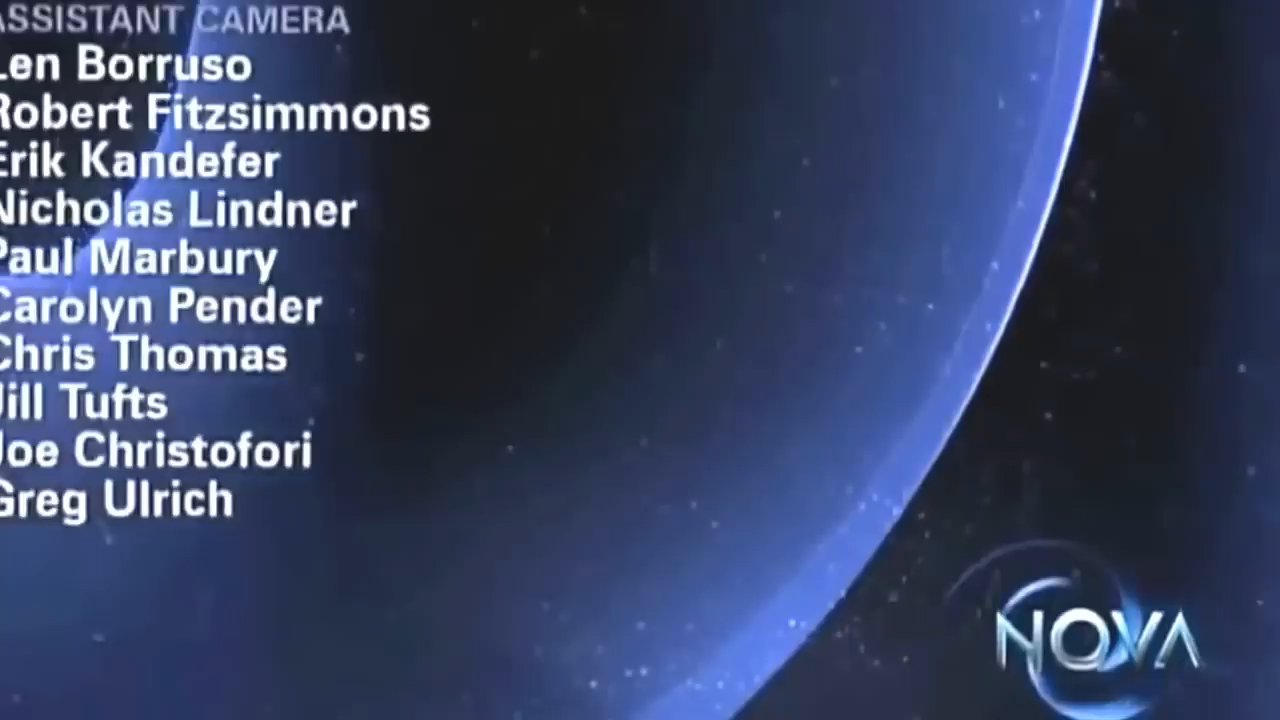 ASSISTANT CAMERA
Len Borruso
Robert Fitzsimmons
Erik Kandefer
Nicholas Lindner
Paul Marbury
Carolyn Pender
Chris Thomas
Jill Tufts
Joe Christofori
Greg Ulrich
NOVA